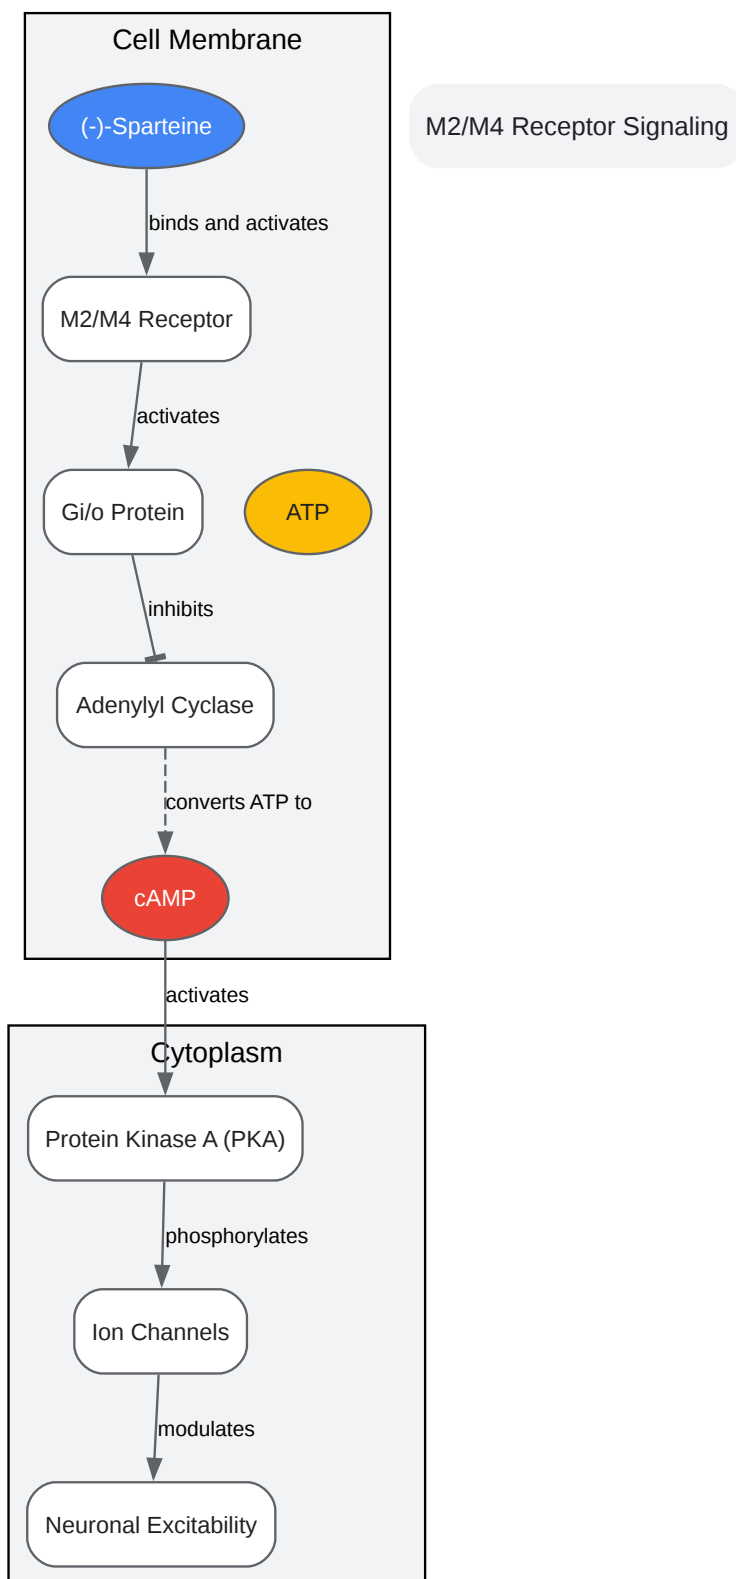 Cell Membrane
(-)-Sparteine
M2/M4 Receptor Signaling
binds and activates
M2/M4 Receptor
activates
Gi/o Protein
ATP
inhibits
Adenylyl Cyclase
converts ATP to
cAMP
activates
Cytoplasm
Protein Kinase A (PKA)
phosphorylates
Ion Channels
modulates
Neuronal Excitability